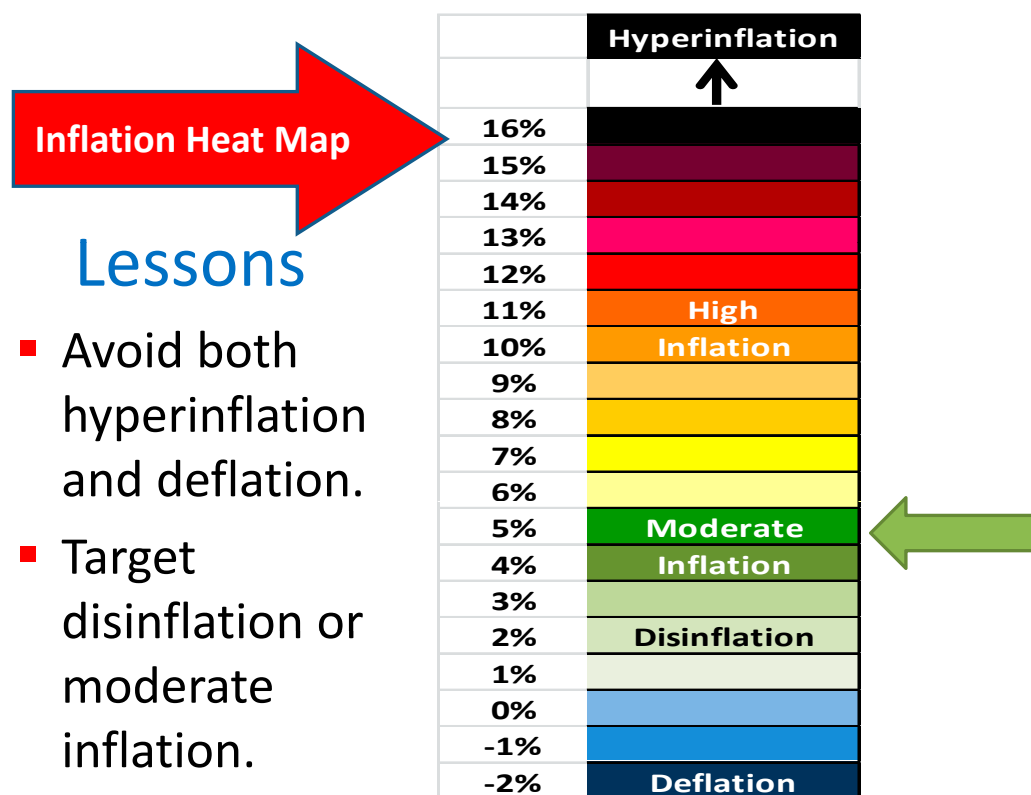 Inflation Heat Map
Lessons
▪ Avoid both
hyperinflation
and deflation.
▪ Target
disinflation or
moderate
inflation.
Hyperinflation
16%
15%
14%
13%
12%
11% High
10% Inflation
9%
8%
7%
6%
5% Moderate
4% Inflation
3%
2% Disinflation
1%
0%
-1%
-2% Deflation